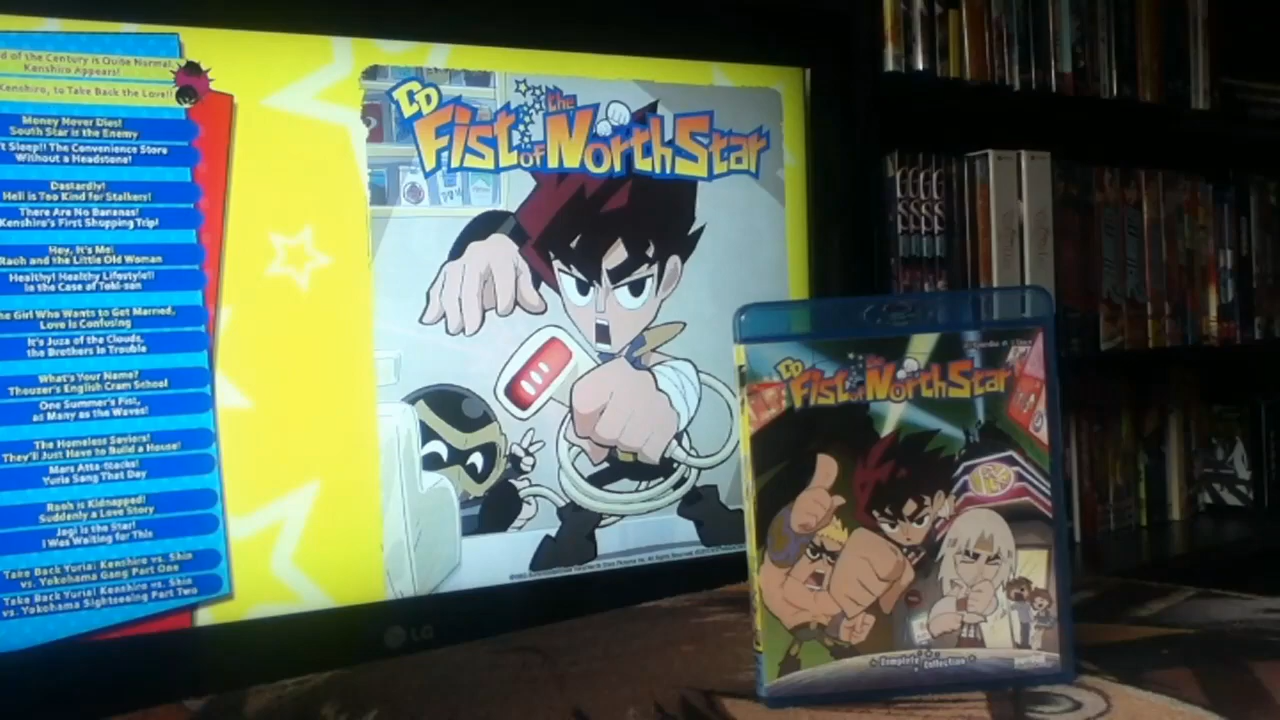 d of the Century is Quite Normal,
Kenshiro Appears!
Kenshiro, to Take Back the Love!!
Money Never Dies!
South Star is the Enemy
't Sleep!! The Convenience Store
Without a Headstone!
Dastardly!
Hell is Too Kind for Stalkers!
There Are No Bananas!
Kenshiro's First Shopping Trip!
Hey, It's Me!
Raoh and the Little Old Woman
Healthy! Healthy Lifestyle!!
In the Case of Toki-san
he Girl Who Wants to Get Married,
Love is Confusing
It's Juza of the Clouds,
the Brothers in Trouble
What's Your Name?
Thouzer's English Cram School
One Summer's Fist,
as Many as the Waves!
The Homeless Saviors!
They'll Just Have to Build a House!
Mars Atta-tacks!
Yuria Sang That Day
Raoh is Kidnapped!
Suddenly a Love Story
Jagi is the Star!
I Was Waiting for This
Take Back Yuria! Kenshiro vs. Shin
vs. Yokohama Gang Part One
Take Back Yuria! Kenshiro vs. Shin
vs. Yokohama Sightseeing Part Two
DD
the
Fist of North Star
LG
DD
the
Fist of North Star
Complete Collection